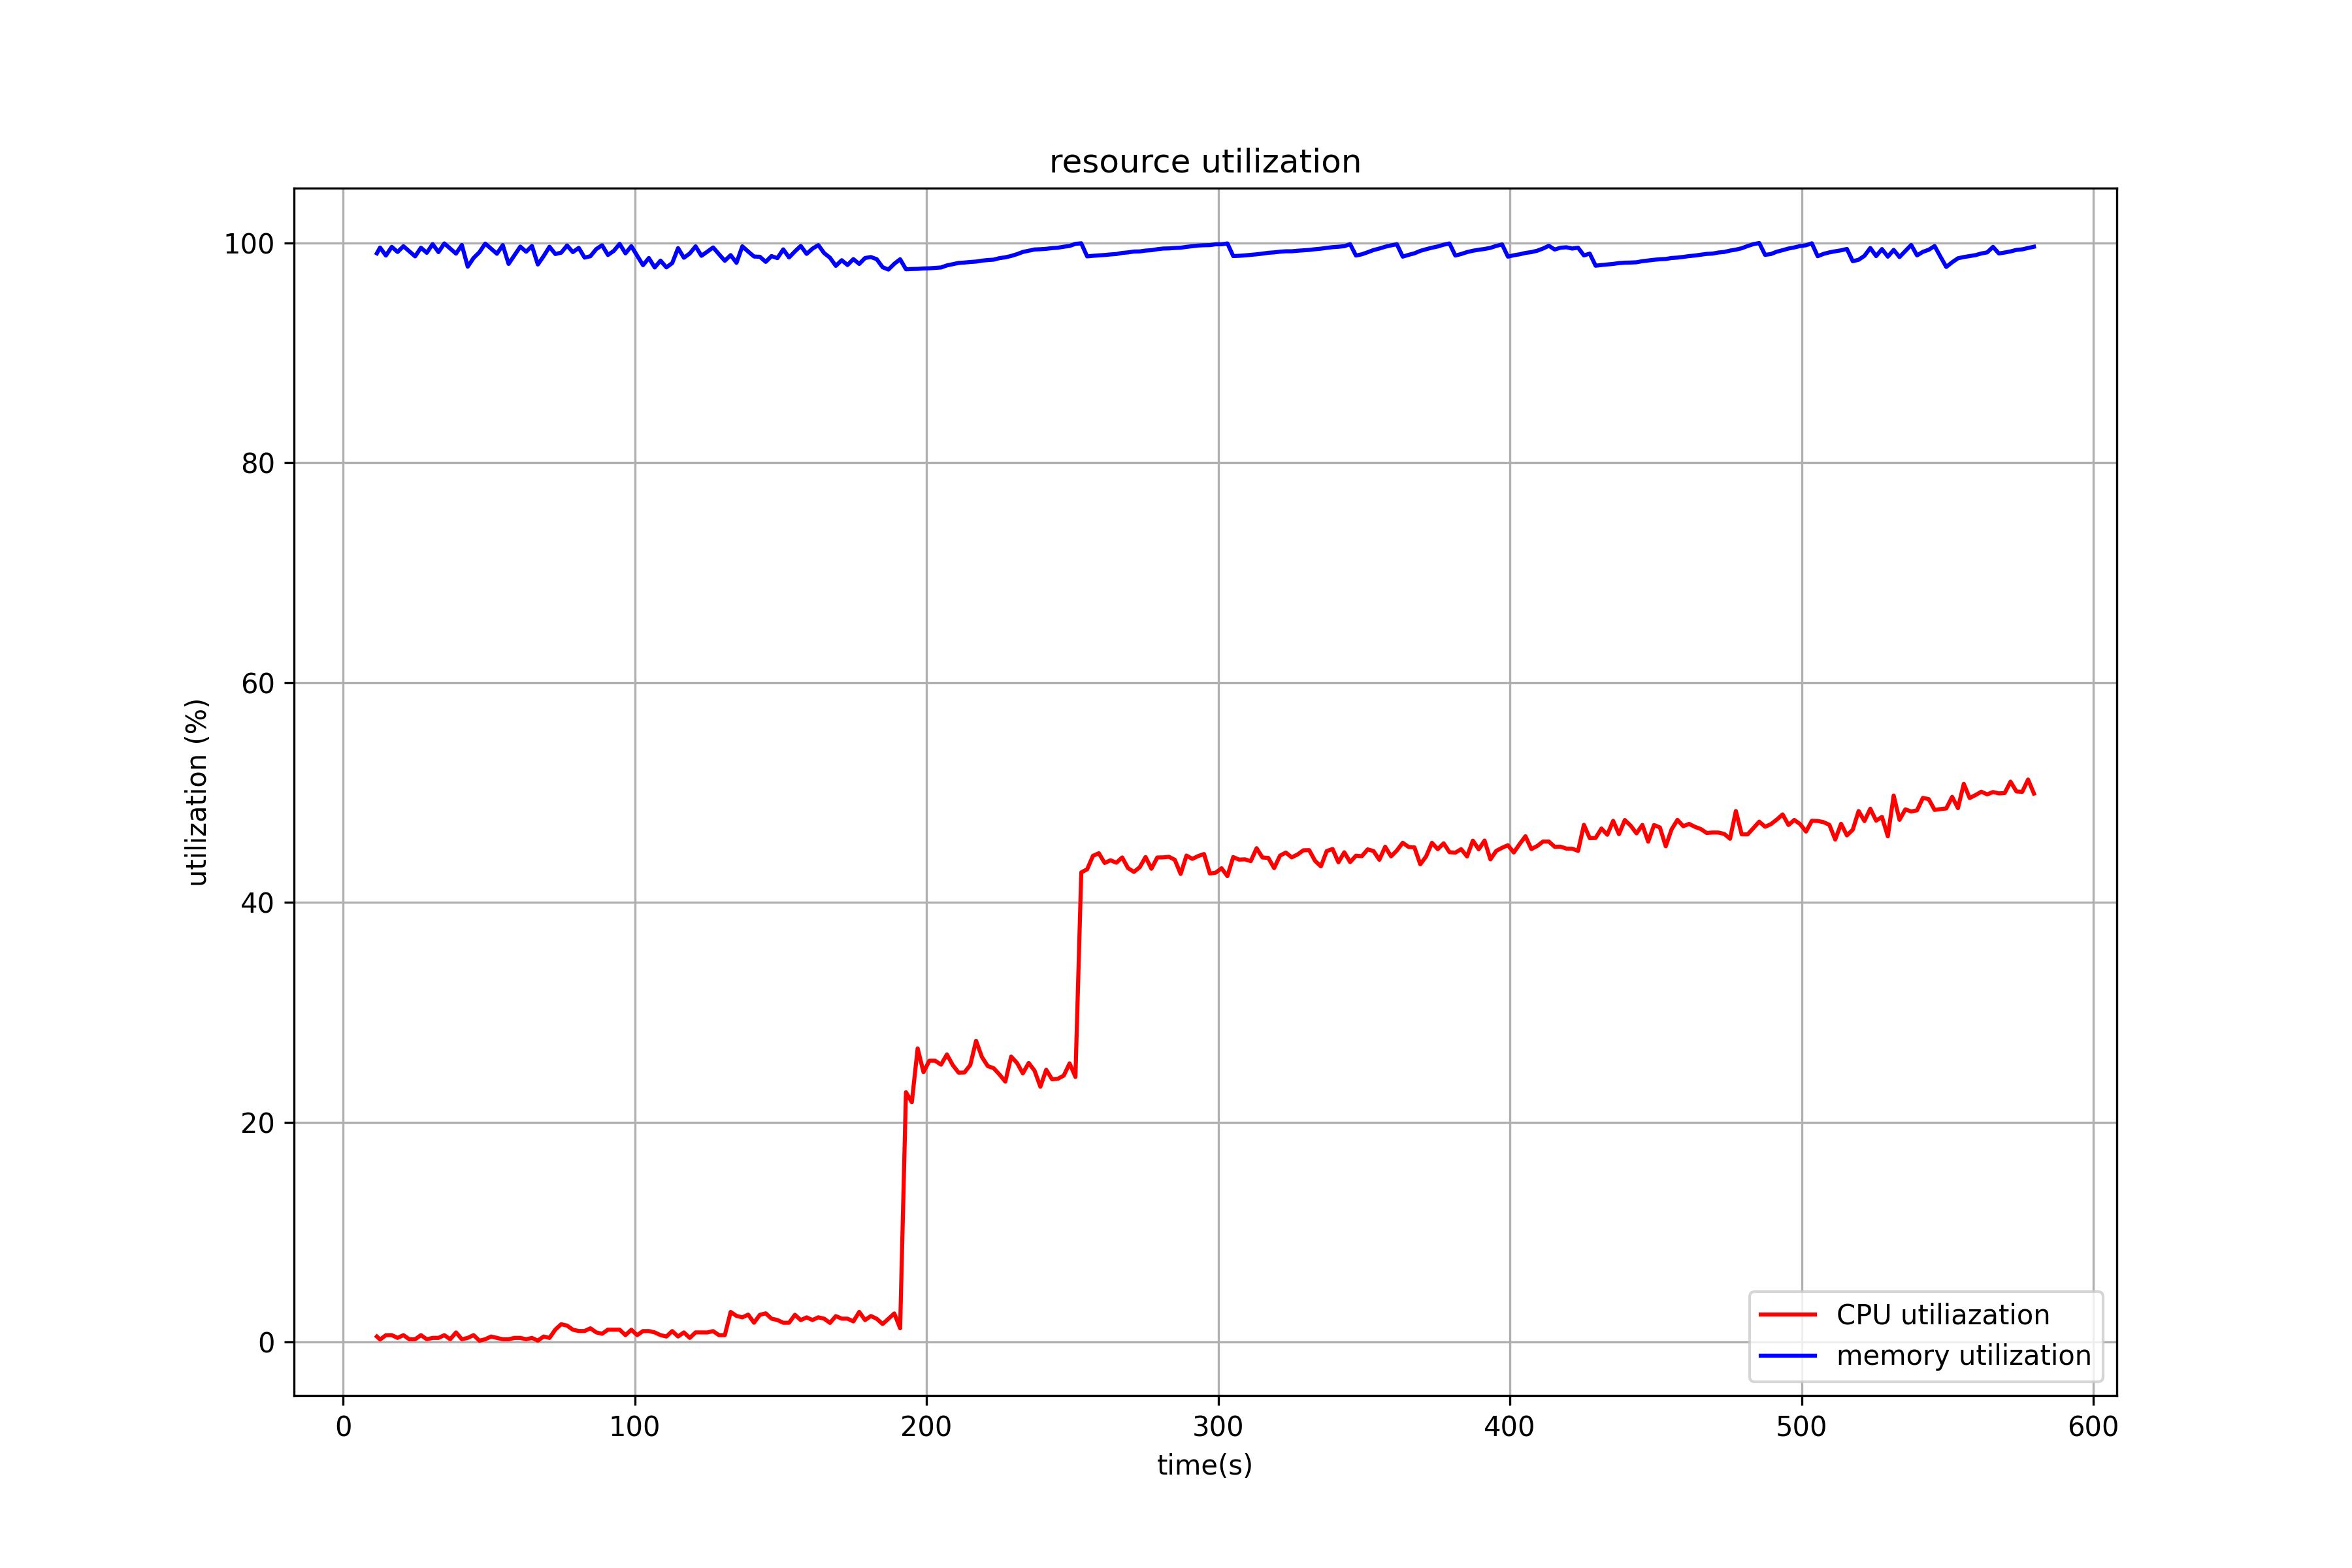 resource utilization
100
80
60
40
20
0
utilization (%)
0 100 200 300 400 500 600
time(s)
CPU utiliazation
memory utilization